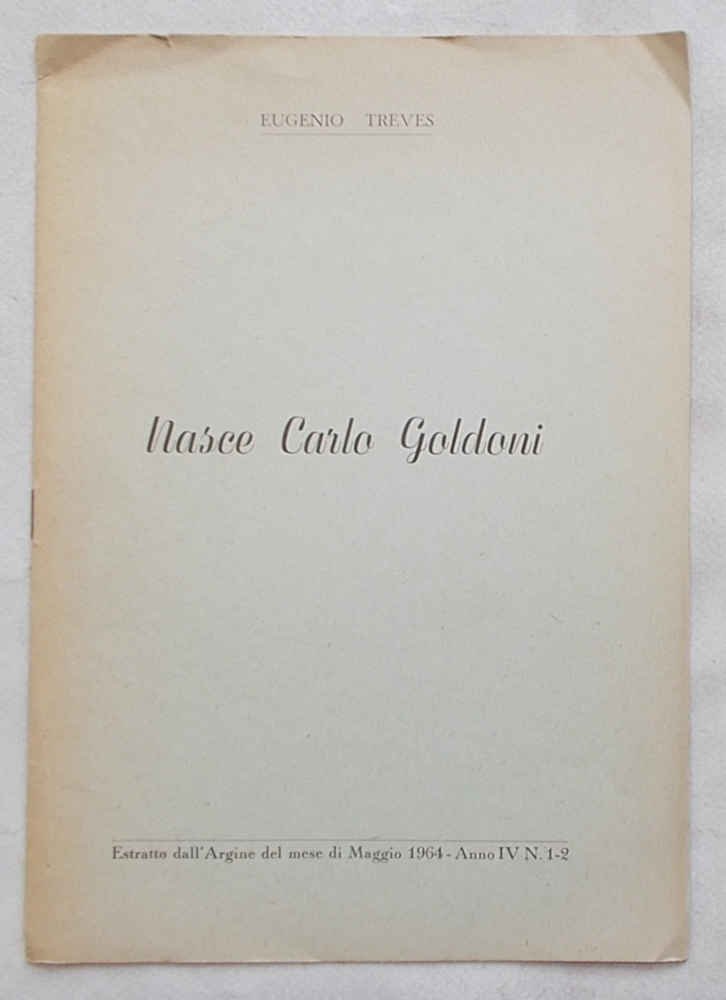 EUGENIO TREVES
Nasce Carlo Goldoni
Estratto dall'Argine del mese di Maggio 1964 - Anno IV N. 1-2